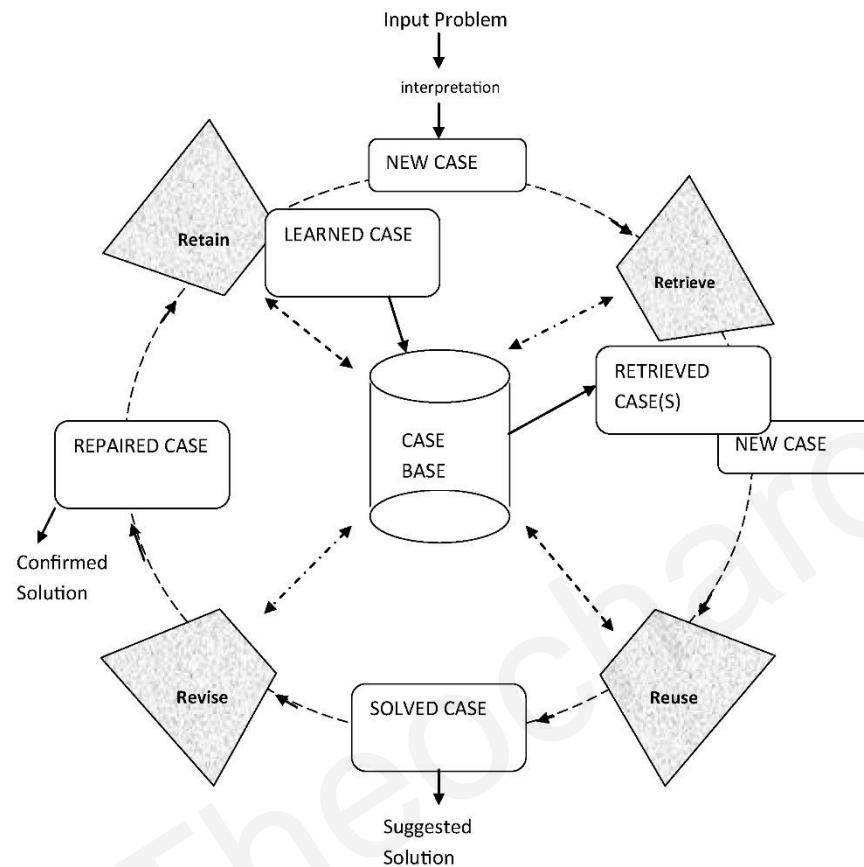 Input Problem
interpretation
NEW CASE
Retain
LEARNED CASE
Retrieve
RETRIEVED
CASE(S)
NEW CASE
CASE
BASE
REPAIRED CASE
Confirmed
Solution
Revise
SOLVED CASE
Reuse
Suggested
Solution